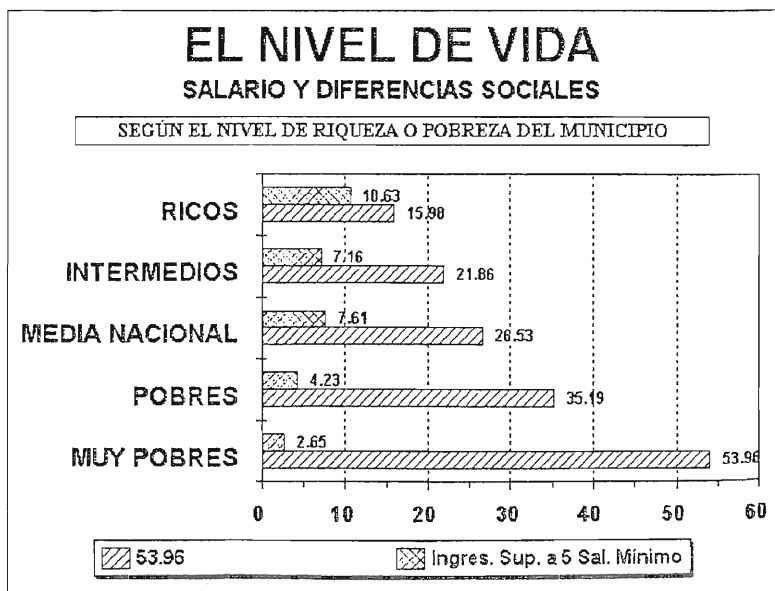 EL NIVEL DE VIDA
SALARIO Y DIFERENCIAS SOCIALES
SEGÚN EL NIVEL DE RIQUEZA O POBREZA DEL MUNICIPIO
RICOS
10.63
15.98
INTERMEDIOS
7.16
21.86
MEDIA NACIONAL
7.61
26.53
POBRES
4.23
35.19
MUY POBRES
2.65
53.96
0 10 20 30 40 50 60
53.96 Ingres. Sup. a 5 Sal. Mínimo